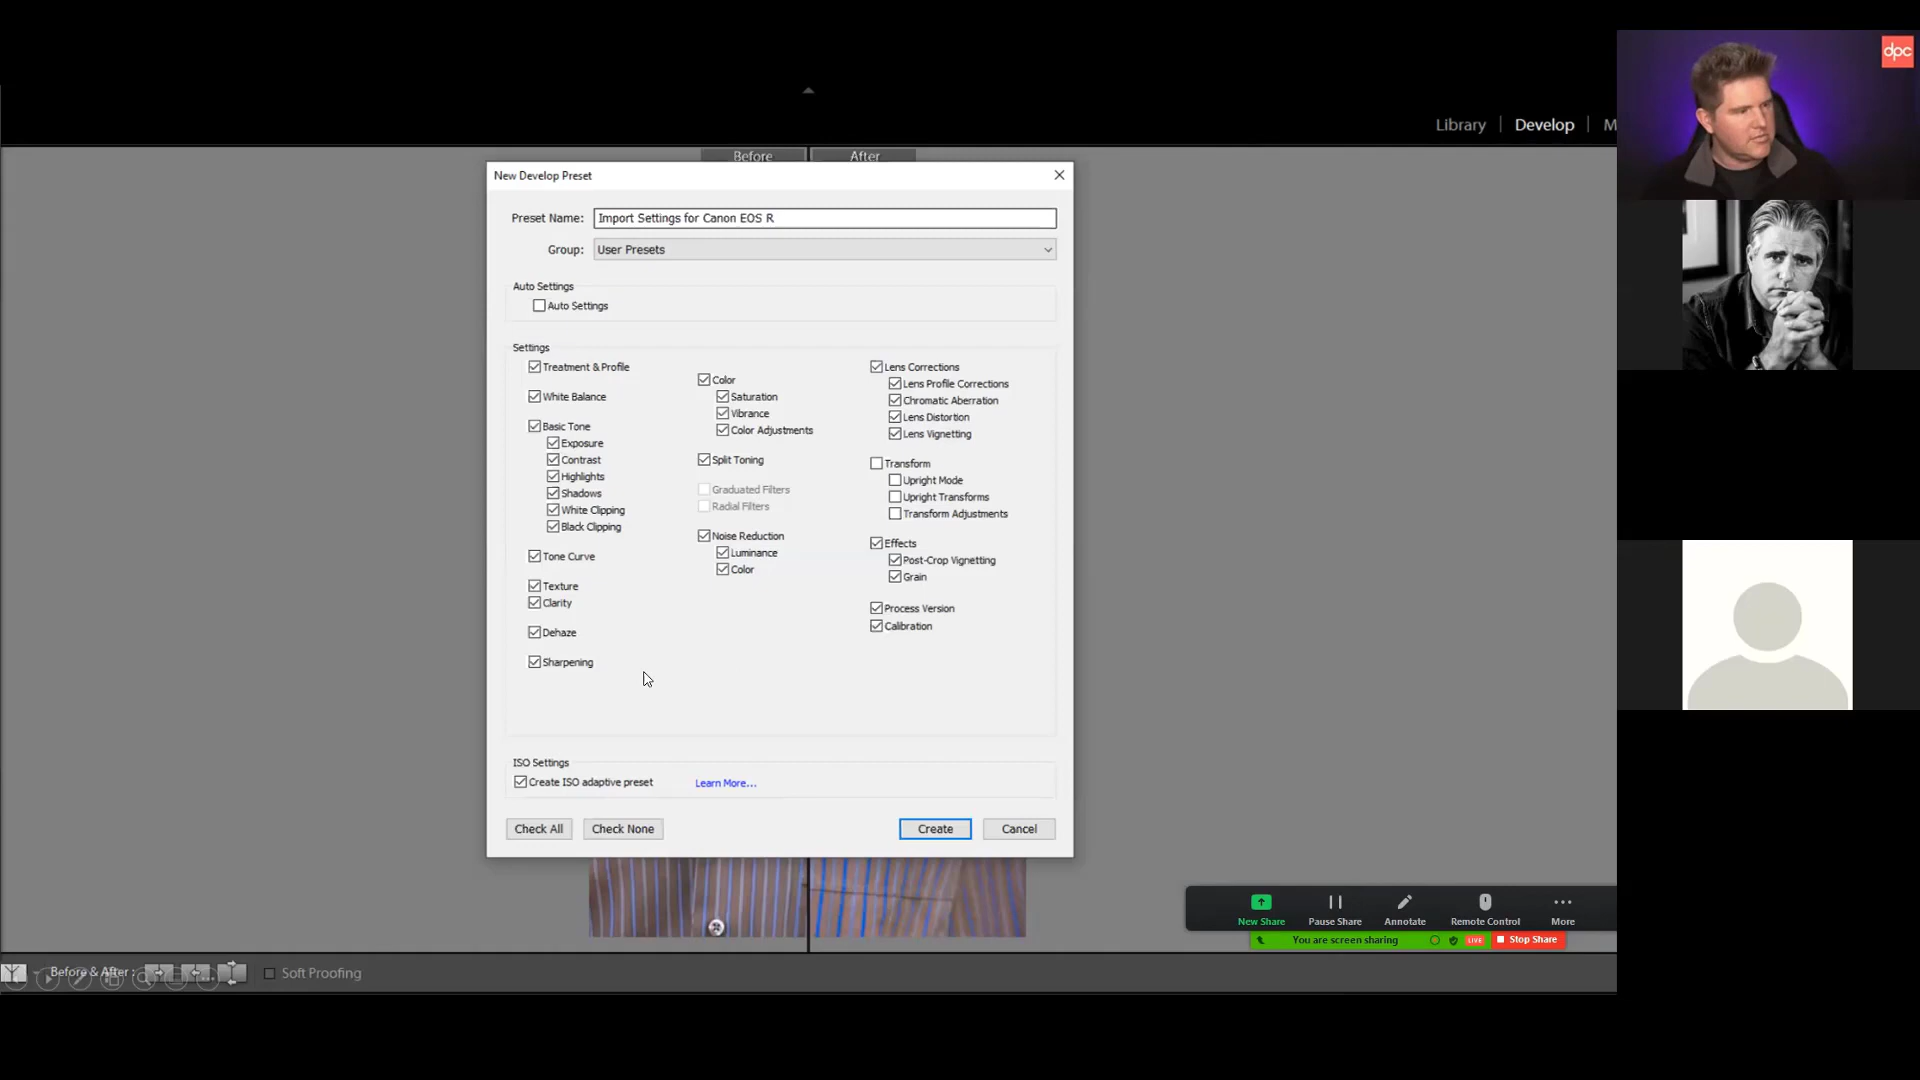 dpc
Library | Develop | M
Before After
New Develop Preset
Preset Name: Import Settings for Canon EOS R
Group: User Presets
Auto Settings
Auto Settings
Settings
Treatment & Profile
White Balance
Basic Tone
Exposure
Contrast
Highlights
Shadows
White Clipping
Black Clipping
Tone Curve
Texture
Clarity
Dehaze
Sharpening
Color
Saturation
Vibrance
Color Adjustments
Split Toning
Graduated Filters
Radial Filters
Noise Reduction
Luminance
Color
Lens Corrections
Lens Profile Corrections
Chromatic Aberration
Lens Distortion
Lens Vignetting
Transform
Upright Mode
Upright Transforms
Transform Adjustments
Effects
Post-Crop Vignetting
Grain
Process Version
Calibration
ISO Settings
Create ISO adaptive preset Learn More...
Check All Check None Create Cancel
New Share Pause Share Annotate Remote Control More
You are screen sharing LIVE Stop Share
Before & After : Soft Proofing